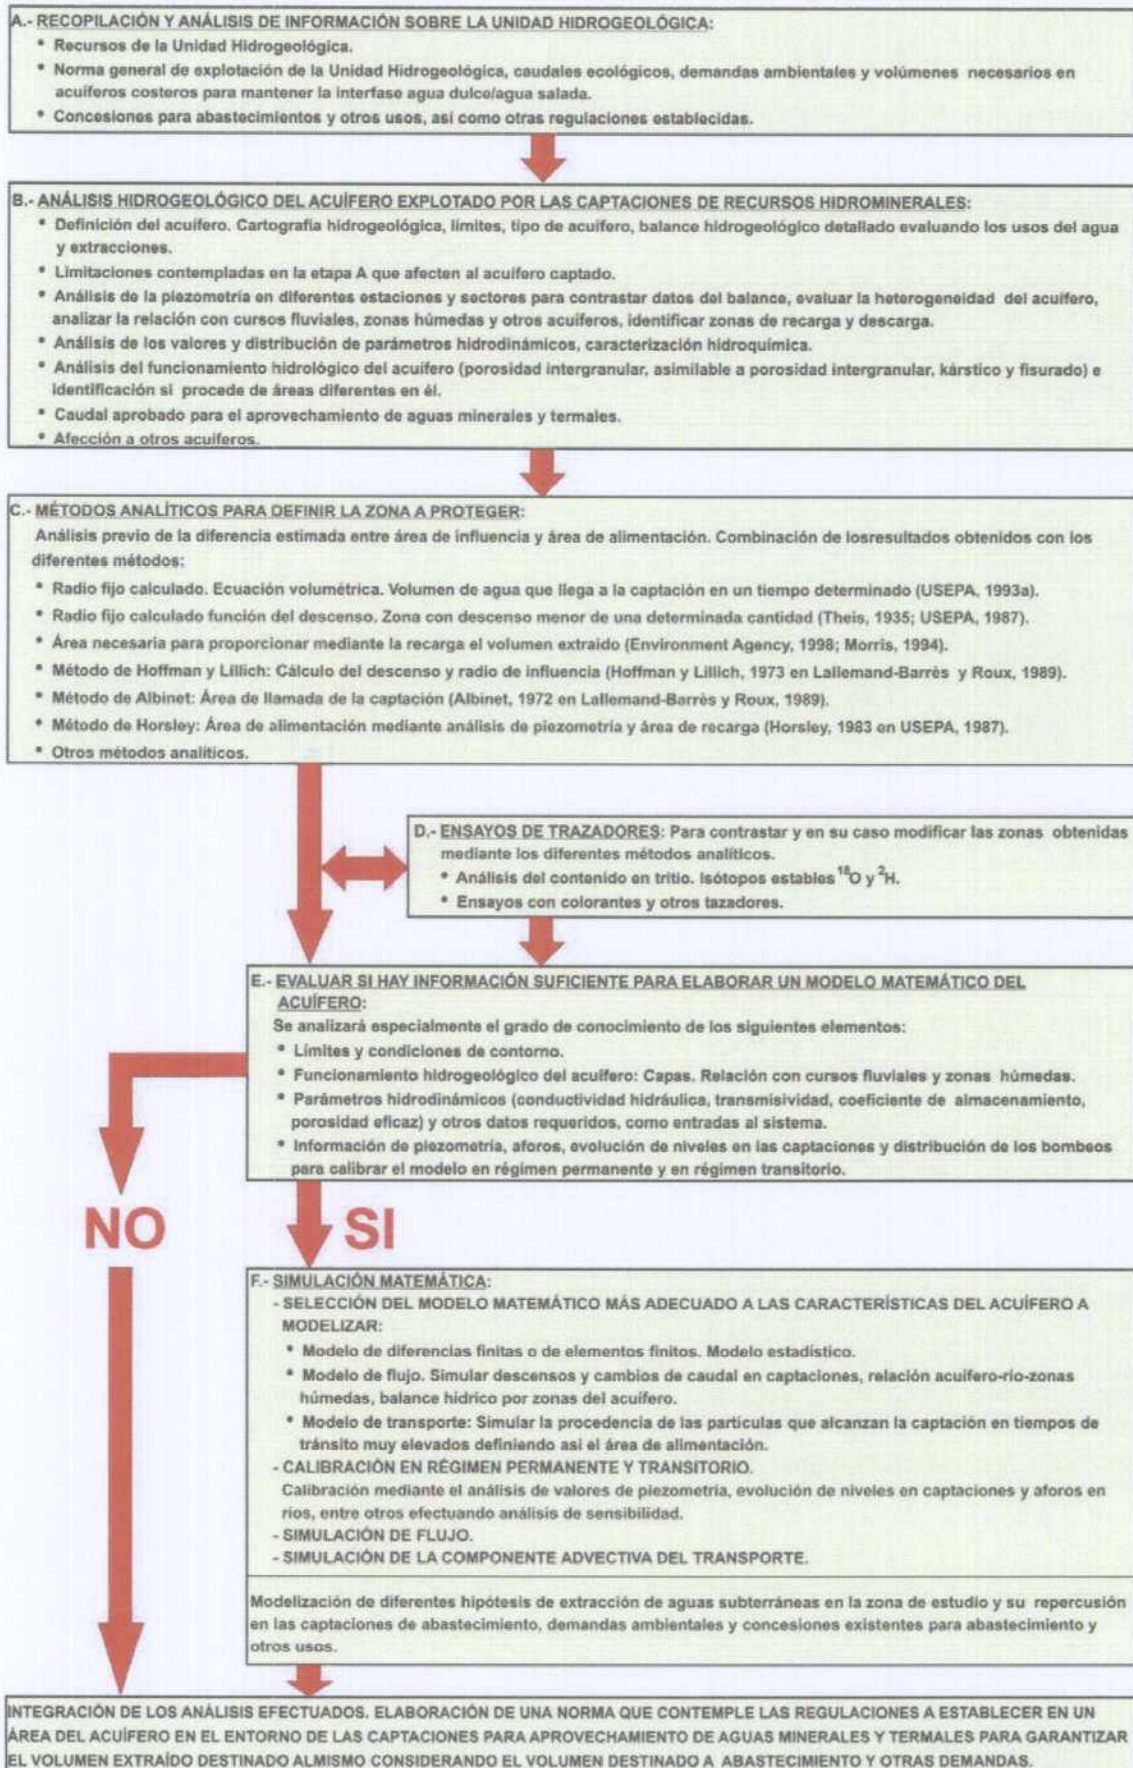 A.- RECOPILACIÓN Y ANÁLISIS DE INFORMACIÓN SOBRE LA UNIDAD HIDROGEOLÓGICA:
* Recursos de la Unidad Hidrogeológica.
* Norma general de explotación de la Unidad Hidrogeológica, caudales ecológicos, demandas ambientales y volúmenes necesarios en
acuíferos costeros para mantener la interfase agua dulce/agua salada.
* Concesiones para abastecimientos y otros usos, así como otras regulaciones establecidas.
B.- ANÁLISIS HIDROGEOLÓGICO DEL ACUÍFERO EXPLOTADO POR LAS CAPTACIONES DE RECURSOS HIDROMINERALES:
* Definición del acuífero. Cartografía hidrogeológica, límites, tipo de acuífero, balance hidrogeológico detallado evaluando los usos del agua
y extracciones.
* Limitaciones contempladas en la etapa A que afecten al acuífero captado.
* Análisis de la piezometría en diferentes estaciones y sectores para contrastar datos del balance, evaluar la heterogeneidad del acuífero,
analizar la relación con cursos fluviales, zonas húmedas y otros acuíferos, identificar zonas de recarga y descarga.
* Análisis de los valores y distribución de parámetros hidrodinámicos, caracterización hidroquímica.
* Análisis del funcionamiento hidrológico del acuífero (porosidad intergranular, asimilable a porosidad intergranular, kárstico y fisurado) e
identificación si procede de áreas diferentes en él.
* Caudal aprobado para el aprovechamiento de aguas minerales y termales.
* Afección a otros acuíferos.
C.- MÉTODOS ANALÍTICOS PARA DEFINIR LA ZONA A PROTEGER:
Análisis previo de la diferencia estimada entre área de influencia y área de alimentación. Combinación de losresultados obtenidos con los
diferentes métodos:
* Radio fijo calculado. Ecuación volumétrica. Volumen de agua que llega a la captación en un tiempo determinado (USEPA, 1993a).
* Radio fijo calculado función del descenso. Zona con descenso menor de una determinada cantidad (Theis, 1935; USEPA, 1987).
* Área necesaria para proporcionar mediante la recarga el volumen extraido (Environment Agency, 1998; Morris, 1994).
* Método de Hoffman y Lillich: Cálculo del descenso y radio de influencia (Hoffman y Lillich, 1973 en Lallemand-Barrès y Roux, 1989).
* Método de Albinet: Área de llamada de la captación (Albinet, 1972 en Lallemand-Barrès y Roux, 1989).
* Método de Horsley: Área de alimentación mediante análisis de piezometría y área de recarga (Horsley, 1983 en USEPA, 1987).
* Otros métodos analíticos.
D.- ENSAYOS DE TRAZADORES: Para contrastar y en su caso modificar las zonas obtenidas
mediante los diferentes métodos analíticos.
* Análisis del contenido en tritio. Isótopos estables ¹⁸O y ²H.
* Ensayos con colorantes y otros tazadores.
E.- EVALUAR SI HAY INFORMACIÓN SUFICIENTE PARA ELABORAR UN MODELO MATEMÁTICO DEL
ACUÍFERO:
Se analizará especialmente el grado de conocimiento de los siguientes elementos:
* Límites y condiciones de contorno.
* Funcionamiento hidrogeológico del acuífero: Capas. Relación con cursos fluviales y zonas húmedas.
* Parámetros hidrodinámicos (conductividad hidráulica, transmisividad, coeficiente de almacenamiento,
porosidad eficaz) y otros datos requeridos, como entradas al sistema.
* Información de piezometría, aforos, evolución de niveles en las captaciones y distribución de los bombeos
para calibrar el modelo en régimen permanente y en régimen transitorio.
NO
SI
F.- SIMULACIÓN MATEMÁTICA:
- SELECCIÓN DEL MODELO MATEMÁTICO MÁS ADECUADO A LAS CARACTERÍSTICAS DEL ACUÍFERO A
MODELIZAR:
* Modelo de diferencias finitas o de elementos finitos. Modelo estadístico.
* Modelo de flujo. Simular descensos y cambios de caudal en captaciones, relación acuífero-río-zonas
húmedas, balance hídrico por zonas del acuífero.
* Modelo de transporte: Simular la procedencia de las partículas que alcanzan la captación en tiempos de
tránsito muy elevados definiendo así el área de alimentación.
- CALIBRACIÓN EN RÉGIMEN PERMANENTE Y TRANSITORIO.
Calibración mediante el análisis de valores de piezometría, evolución de niveles en captaciones y aforos en
ríos, entre otros efectuando análisis de sensibilidad.
- SIMULACIÓN DE FLUJO.
- SIMULACIÓN DE LA COMPONENTE ADVECTIVA DEL TRANSPORTE.
Modelización de diferentes hipótesis de extracción de aguas subterráneas en la zona de estudio y su repercusión
en las captaciones de abastecimiento, demandas ambientales y concesiones existentes para abastecimiento y
otros usos.
INTEGRACIÓN DE LOS ANÁLISIS EFECTUADOS. ELABORACIÓN DE UNA NORMA QUE CONTEMPLE LAS REGULACIONES A ESTABLECER EN UN
ÁREA DEL ACUÍFERO EN EL ENTORNO DE LAS CAPTACIONES PARA APROVECHAMIENTO DE AGUAS MINERALES Y TERMALES PARA GARANTIZAR
EL VOLUMEN EXTRAÍDO DESTINADO ALMISMO CONSIDERANDO EL VOLUMEN DESTINADO A ABASTECIMIENTO Y OTRAS DEMANDAS.